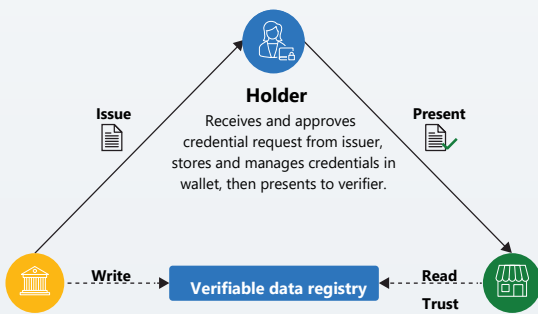 Holder
Issue
Present
Receives and approves
credential request from issuer,
stores and manages credentials in
wallet, then presents to verifier.
Write
Verifiable data registry
Read
Trust